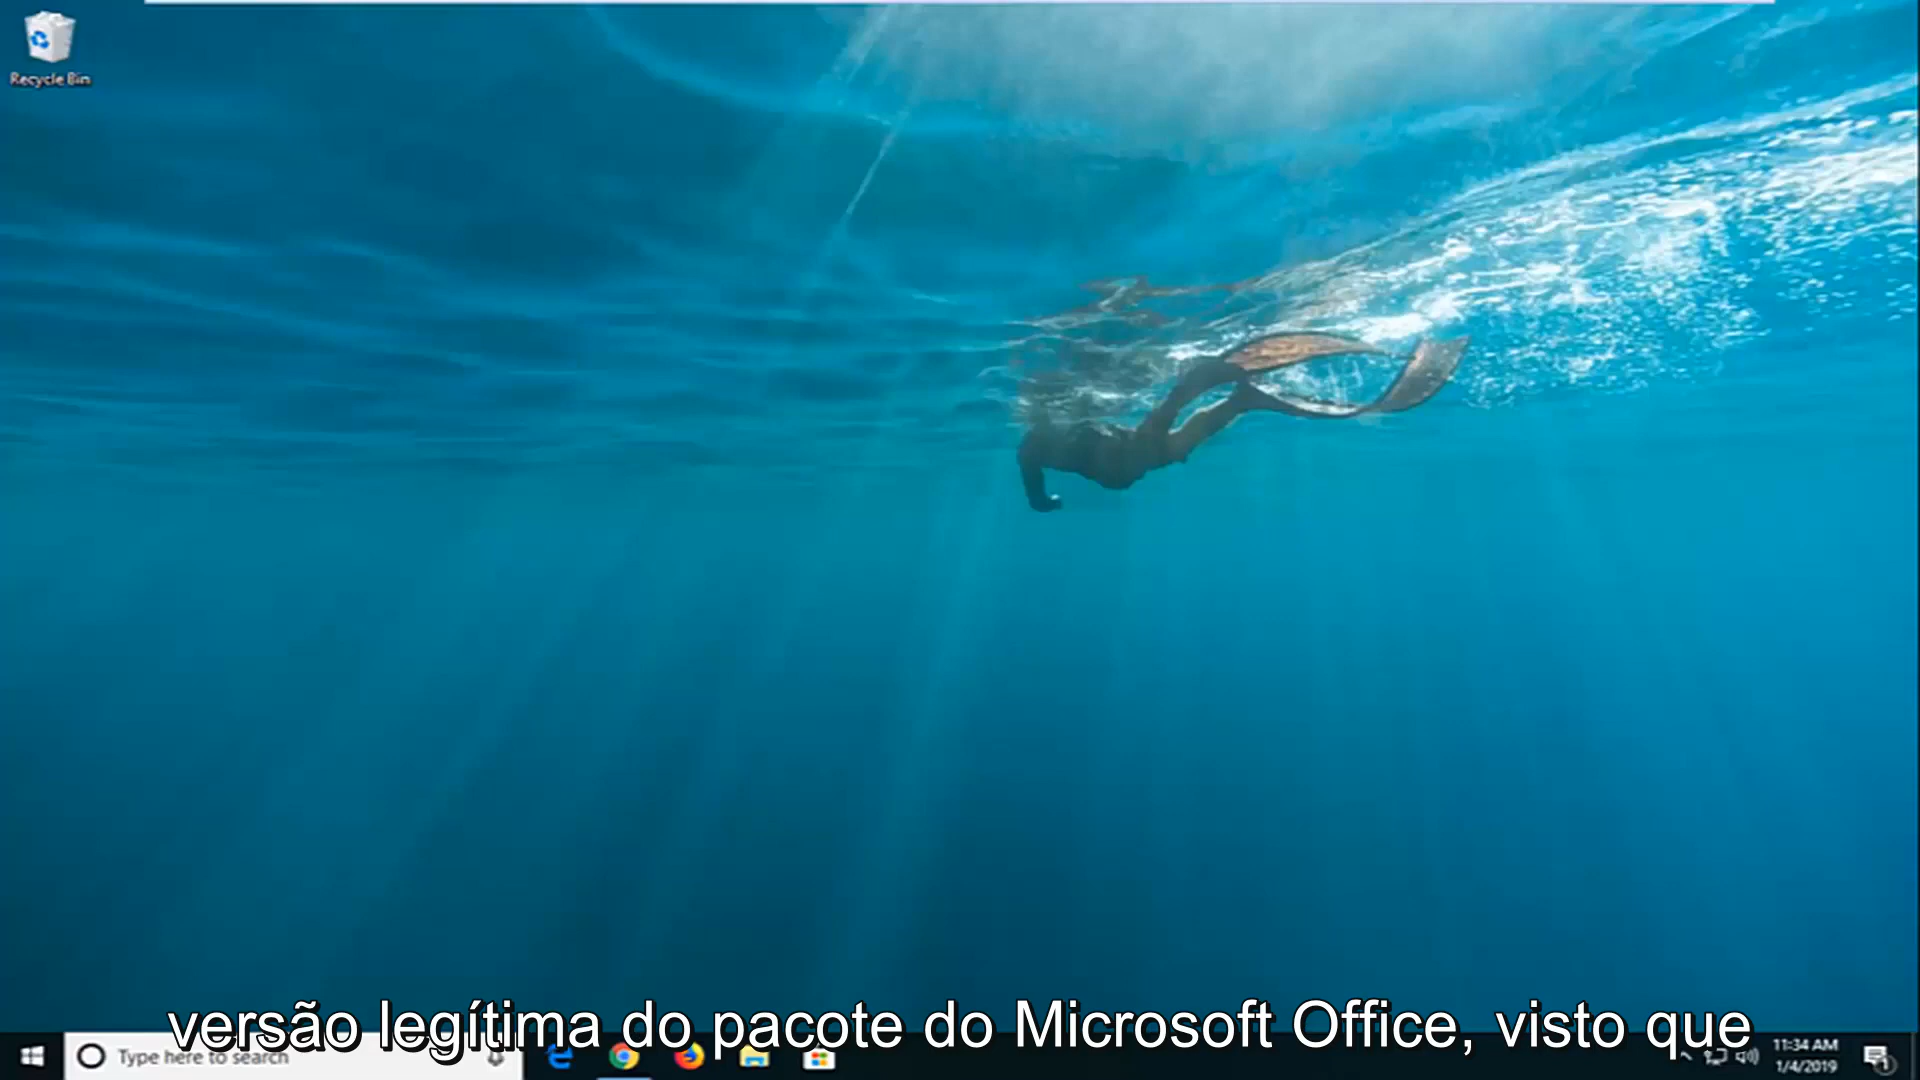 Recycle Bin
versão legítima do pacote do Microsoft Office, visto que
Type here to search
11:34 AM
1/4/2019
1